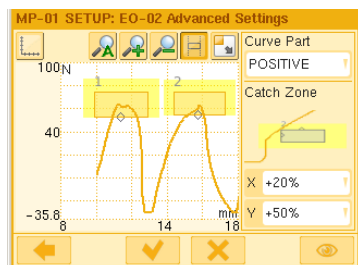 MP-01 SETUP: EO-02 Advanced Settings
A
Curve Part
POSITIVE
100 N
1
2
Catch Zone
40
X +20%
-35.8
mm
Y +50%
8
14
18